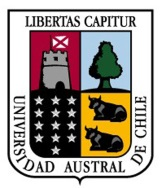 LIBERTAS CAPITUR
UNIVERSIDAD AUSTRAL DE CHILE